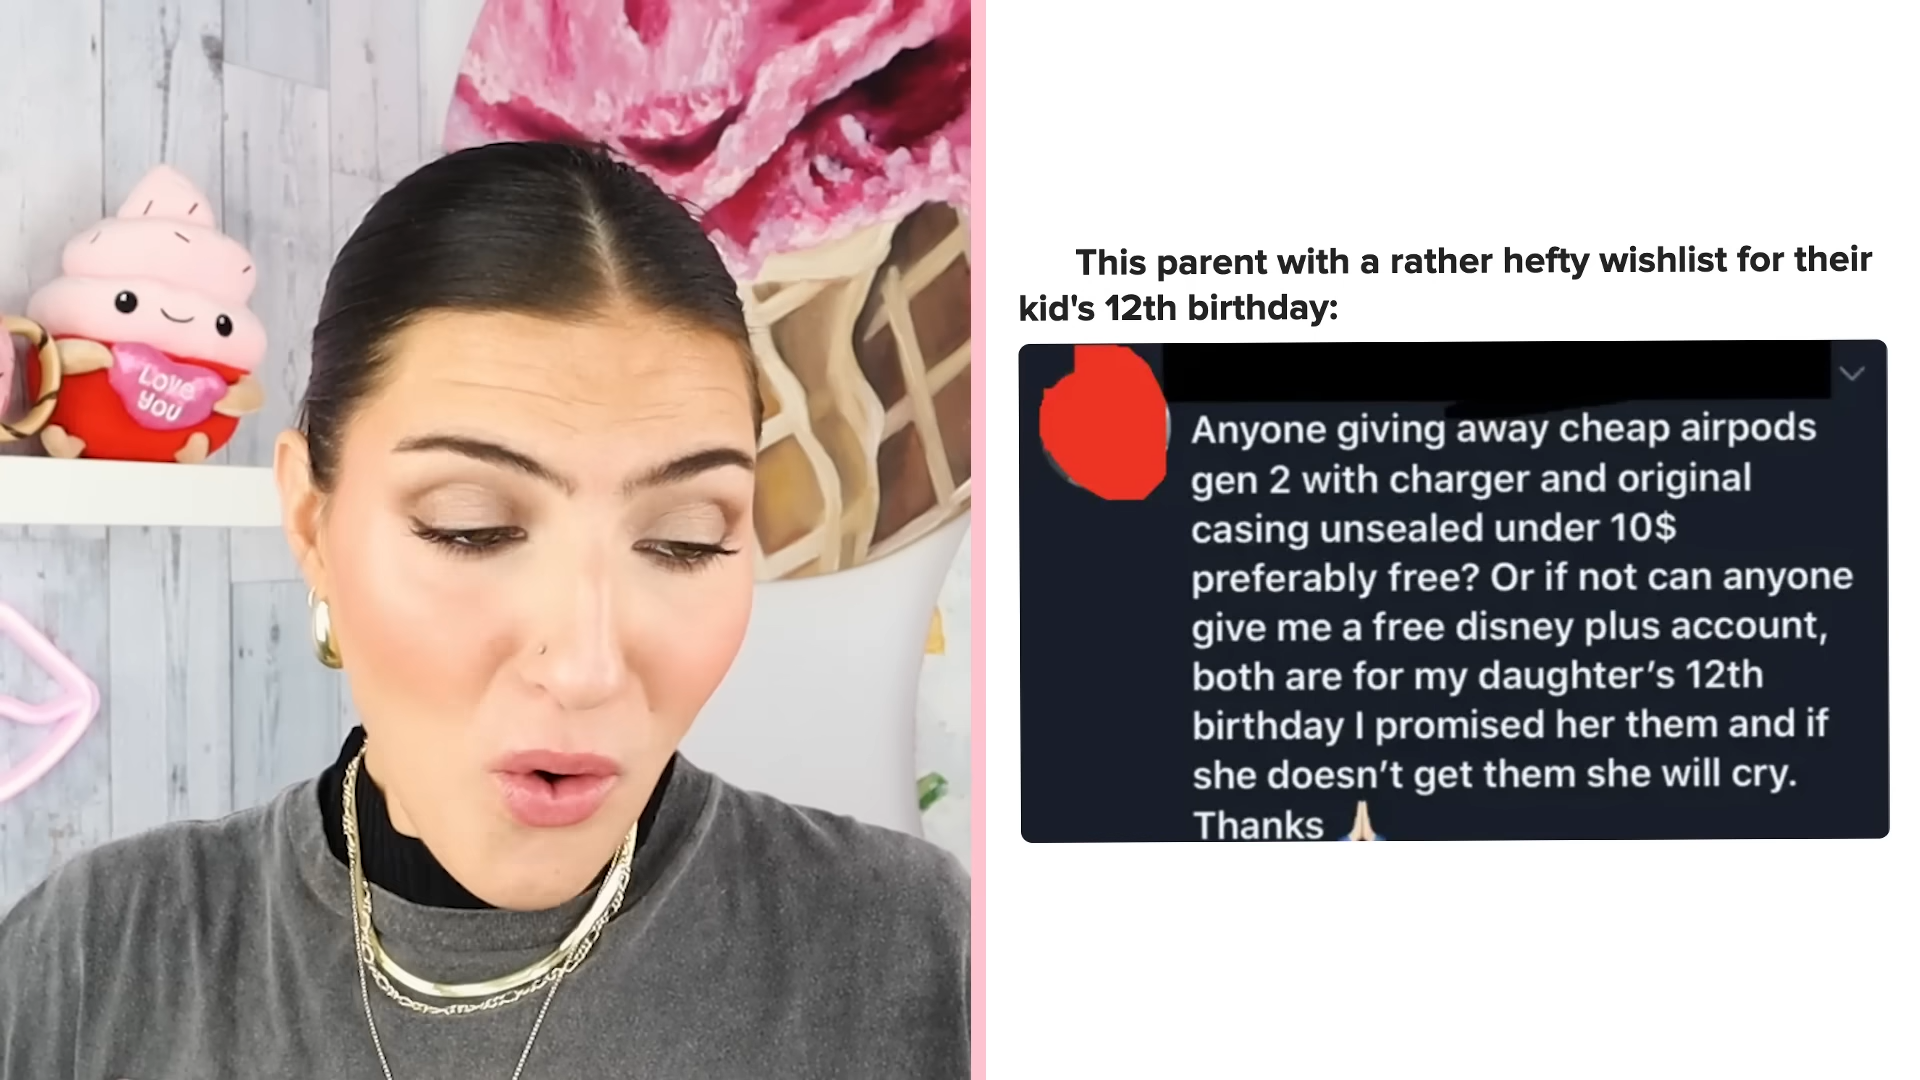 Love
you
This parent with a rather hefty wishlist for their
kid's 12th birthday:
Anyone giving away cheap airpods
gen 2 with charger and original
casing unsealed under 10$
preferably free? Or if not can anyone
give me a free disney plus account,
both are for my daughter’s 12th
birthday I promised her them and if
she doesn’t get them she will cry.
Thanks 🙏🏻